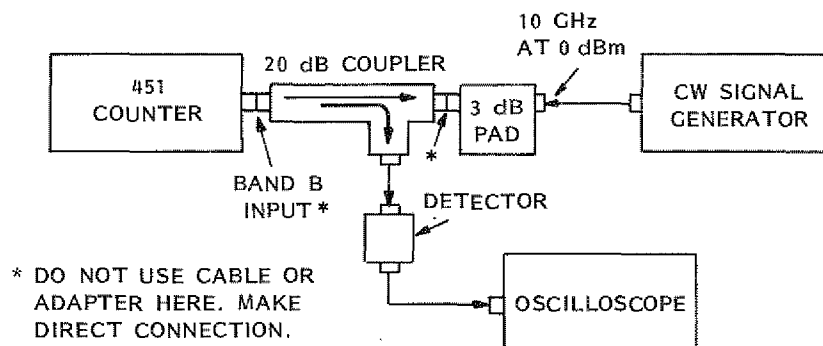 10 GHz
AT 0 dBm
20 dB COUPLER
451
COUNTER
3 dB
PAD
CW SIGNAL
GENERATOR
*
BAND B
INPUT *
DETECTOR
* DO NOT USE CABLE OR
ADAPTER HERE. MAKE
DIRECT CONNECTION.
OSCILLOSCOPE